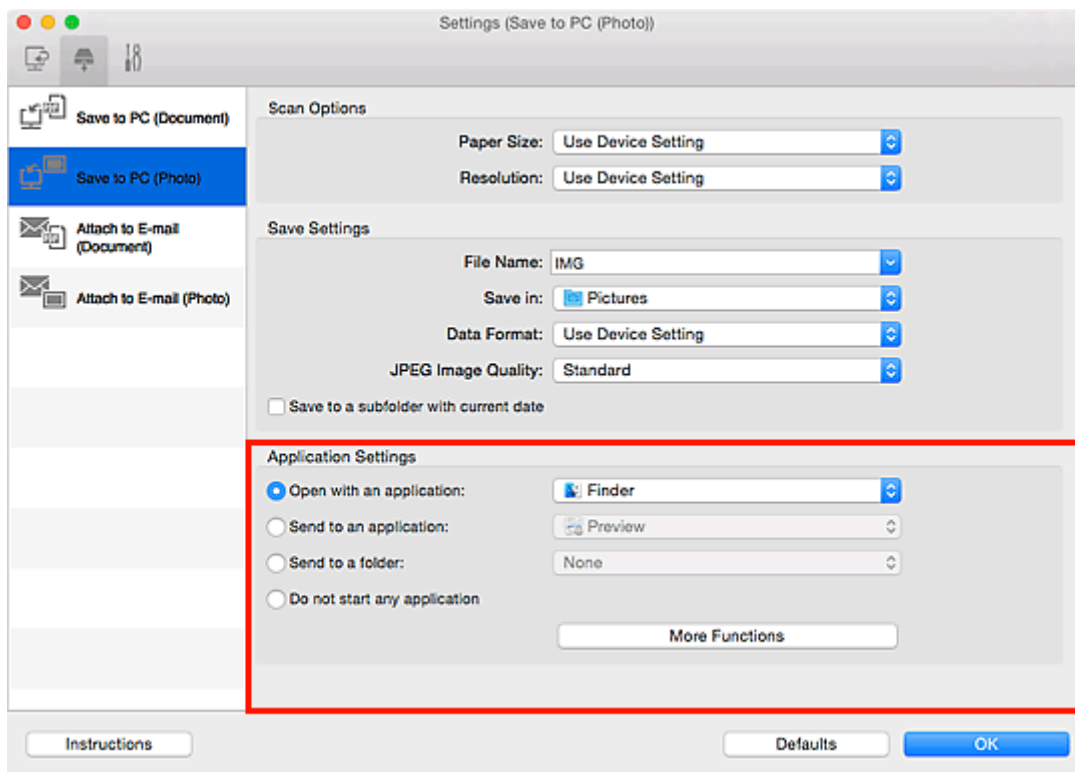 Settings (Save to PC (Photo))
Save to PC (Document)
Save to PC (Photo)
Attach to E-mail
(Document)
Attach to E-mail (Photo)
Scan Options
Paper Size: Use Device Setting
Resolution: Use Device Setting
Save Settings
File Name: IMG
Save in: Pictures
Data Format: Use Device Setting
JPEG Image Quality: Standard
Save to a subfolder with current date
Application Settings
Open with an application: Finder
Send to an application: Preview
Send to a folder: None
Do not start any application
More Functions
Instructions
Defaults
OK